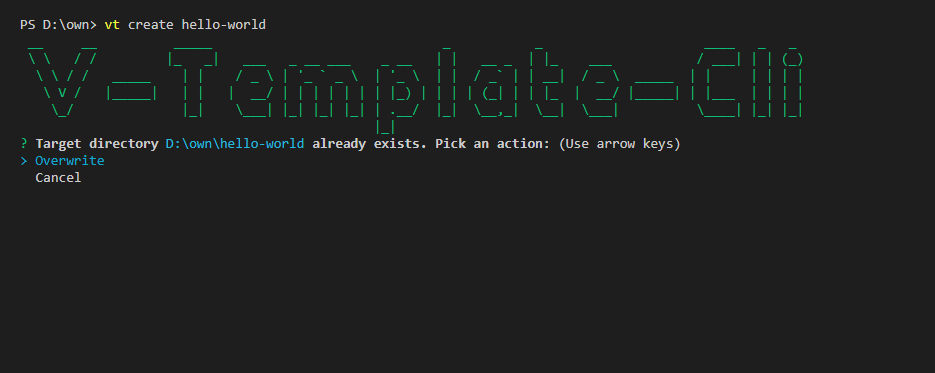 PS D:\own> vt create hello-world
V-Template-Cli
? Target directory D:\own\hello-world already exists. Pick an action: (Use arrow keys)
> Overwrite
Cancel